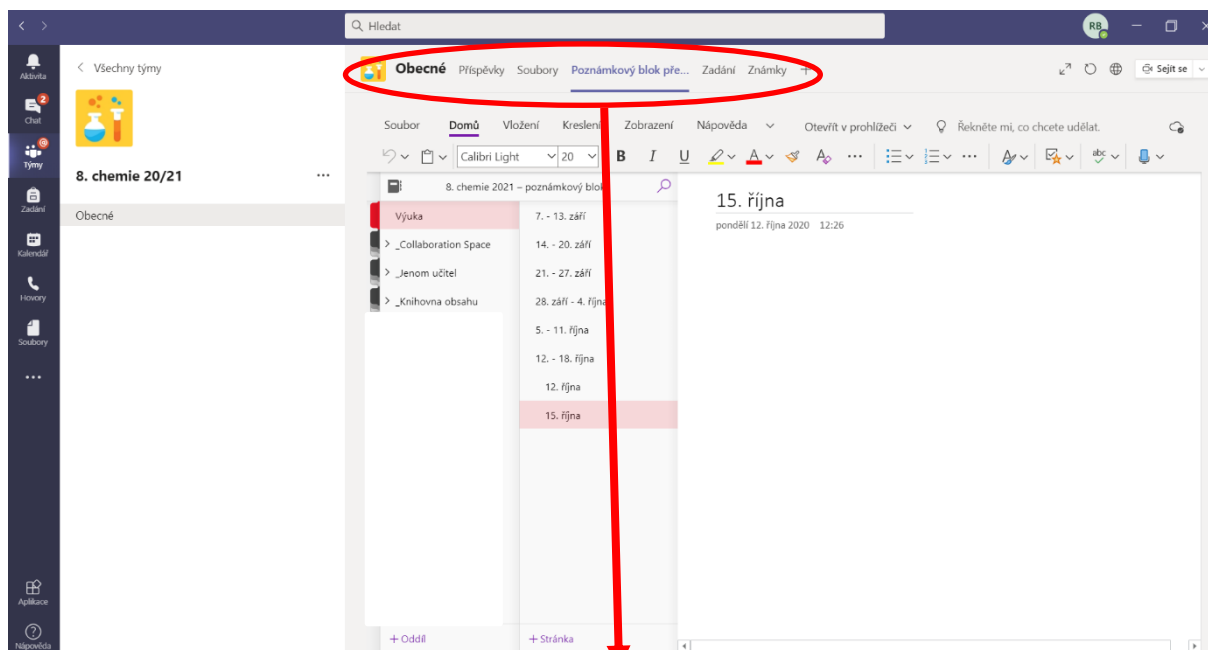 Hledat
RB
Aktivita
Chat
2
Týmy
Zadání
Kalendář
Hovory
Soubory
Aplikace
Nápověda
Všechny týmy
8. chemie 20/21
Obecné
Obecné Příspěvky Soubory Poznámkový blok pře... Zadání Známky +
Sejít se
Soubor Domů Vložení Kreslení Zobrazení Nápověda Otevřít v prohlížeči Řekněte mi, co chcete udělat.
Calibri Light 20 B I U A A abc
8. chemie 2021 – poznámkový blok
Výuka
_Collaboration Space
_Jenom učitel
_Knihovna obsahu
+ Oddíl
7. - 13. září
14. - 20. září
21. - 27. září
28. září - 4. října
5. - 11. října
12. - 18. října
12. října
15. října
+ Stránka
15. října
pondělí 12. října 2020 12:26